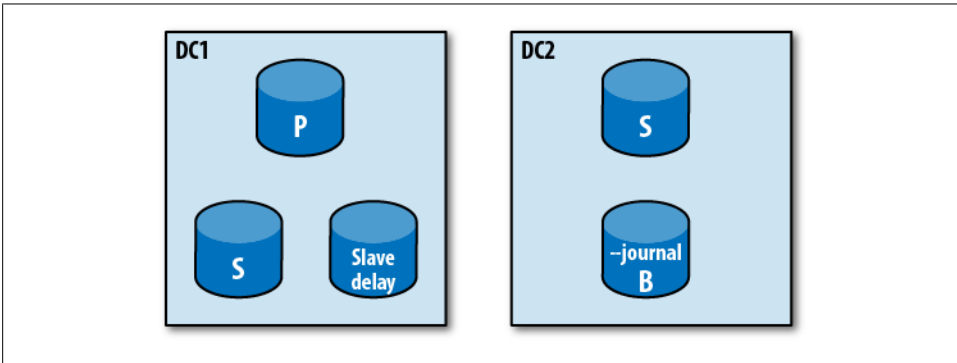 DC1
P
S
Slave
delay
DC2
S
--journal
B